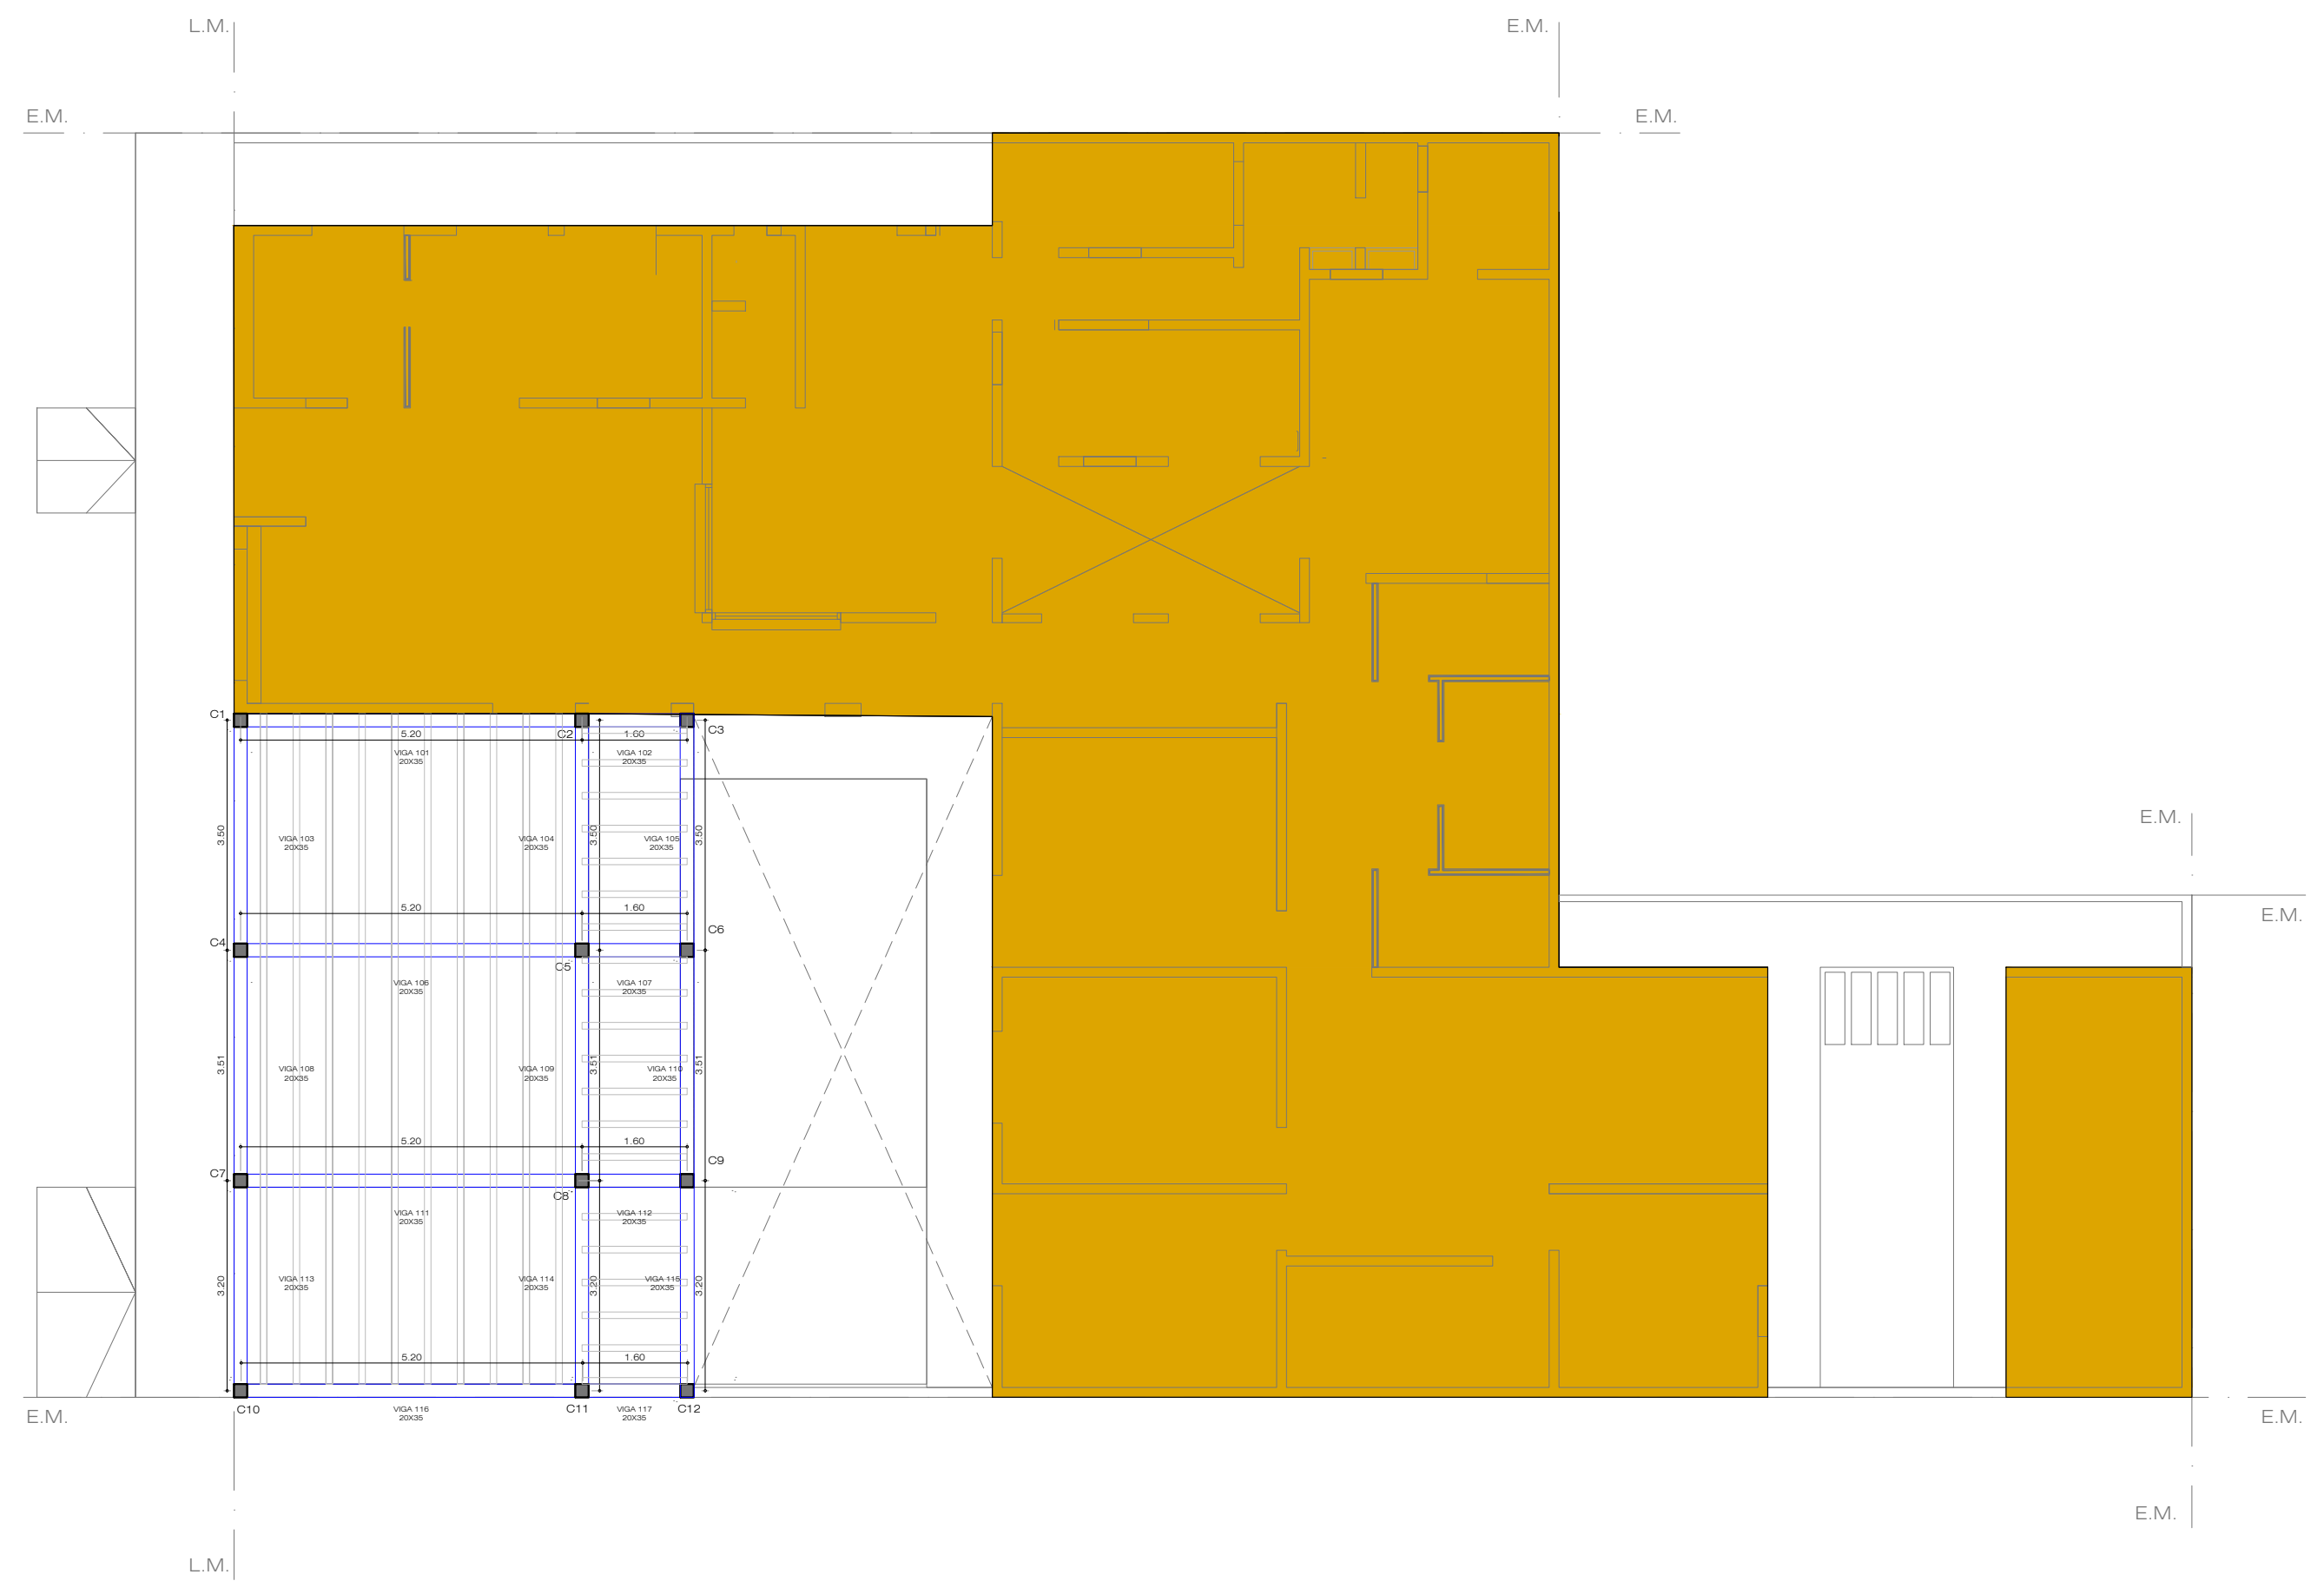 L.M.
E.M.
E.M.
E.M.
C1
C2
C3
5.20
1.60
VIGA 101
20X35
VIGA 102
20X35
E.M.
3.50
VIGA 103
20X35
VIGA 104
20X35
3.50
VIGA 105
20X35
3.50
5.20
1.60
E.M.
C4
C6
C5
VIGA 106
20X35
VIGA 107
20X35
3.51
VIGA 108
20X35
VIGA 109
20X35
3.51
VIGA 110
20X35
3.51
5.20
1.60
C7
C9
C8
VIGA 111
20X35
VIGA 112
20X35
3.20
VIGA 113
20X35
VIGA 114
20X35
3.20
VIGA 115
20X35
3.20
5.20
1.60
E.M.
C10
VIGA 116
20X35
C11
VIGA 117
20X35
C12
E.M.
E.M.
L.M.